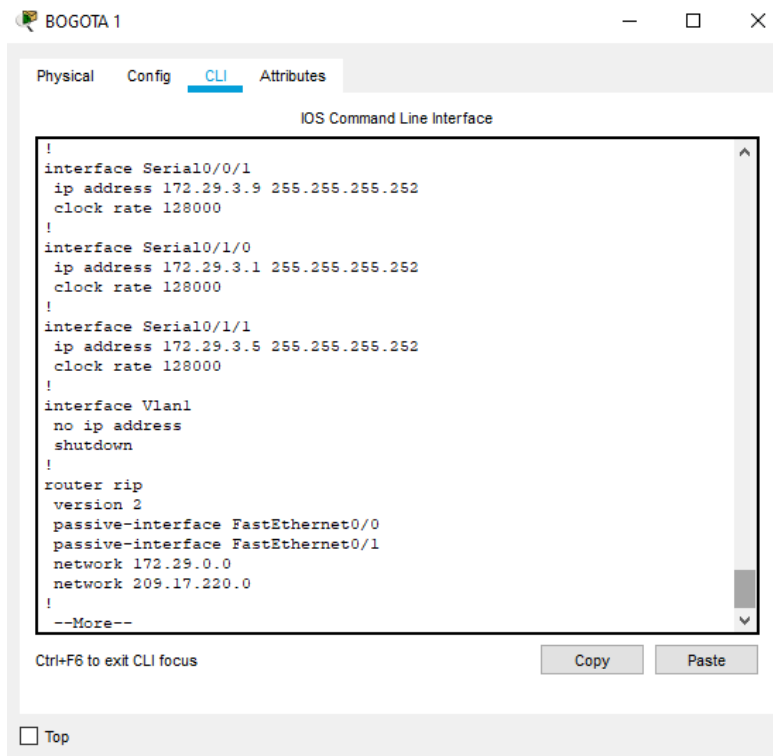 BOGOTA 1
Physical Config CLI Attributes
IOS Command Line Interface
!
interface Serial0/0/1
 ip address 172.29.3.9 255.255.255.252
 clock rate 128000
!
interface Serial0/1/0
 ip address 172.29.3.1 255.255.255.252
 clock rate 128000
!
interface Serial0/1/1
 ip address 172.29.3.5 255.255.255.252
 clock rate 128000
!
interface Vlan1
 no ip address
 shutdown
!
router rip
 version 2
 passive-interface FastEthernet0/0
 passive-interface FastEthernet0/1
 network 172.29.0.0
 network 209.17.220.0
!
 --More--
Ctrl+F6 to exit CLI focus
Copy Paste
Top